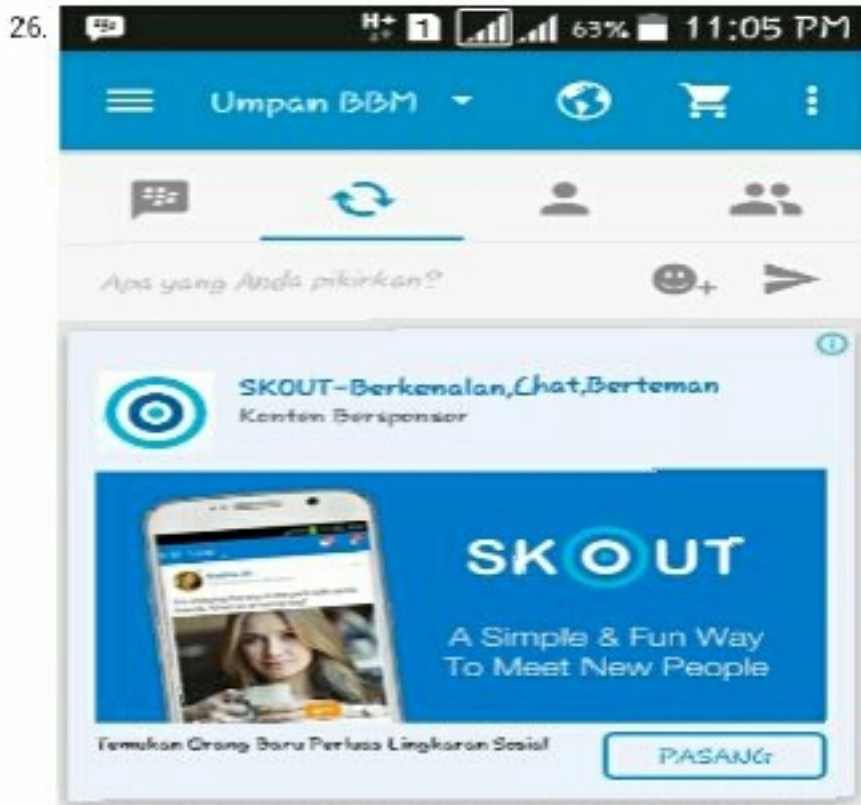 26.
H+ 1 63% 11:05 PM
Umpan BBM
Apa yang Anda pikirkan?
SKOUT-Berkenalan,Chat,Berteman
Konten Bersponsor
SKOUT
A Simple & Fun Way
To Meet New People
Temukan Orang Baru Perluas Lingkaran Sosial
PASANG